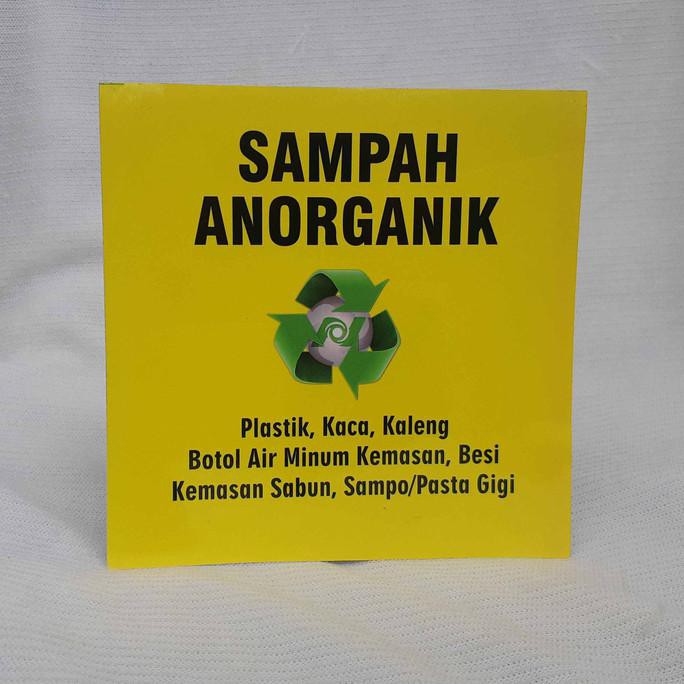 SAMPAH
ANORGANIK
Plastik, Kaca, Kaleng
Botol Air Minum Kemasan, Besi
Kemasan Sabun, Sampo/Pasta Gigi